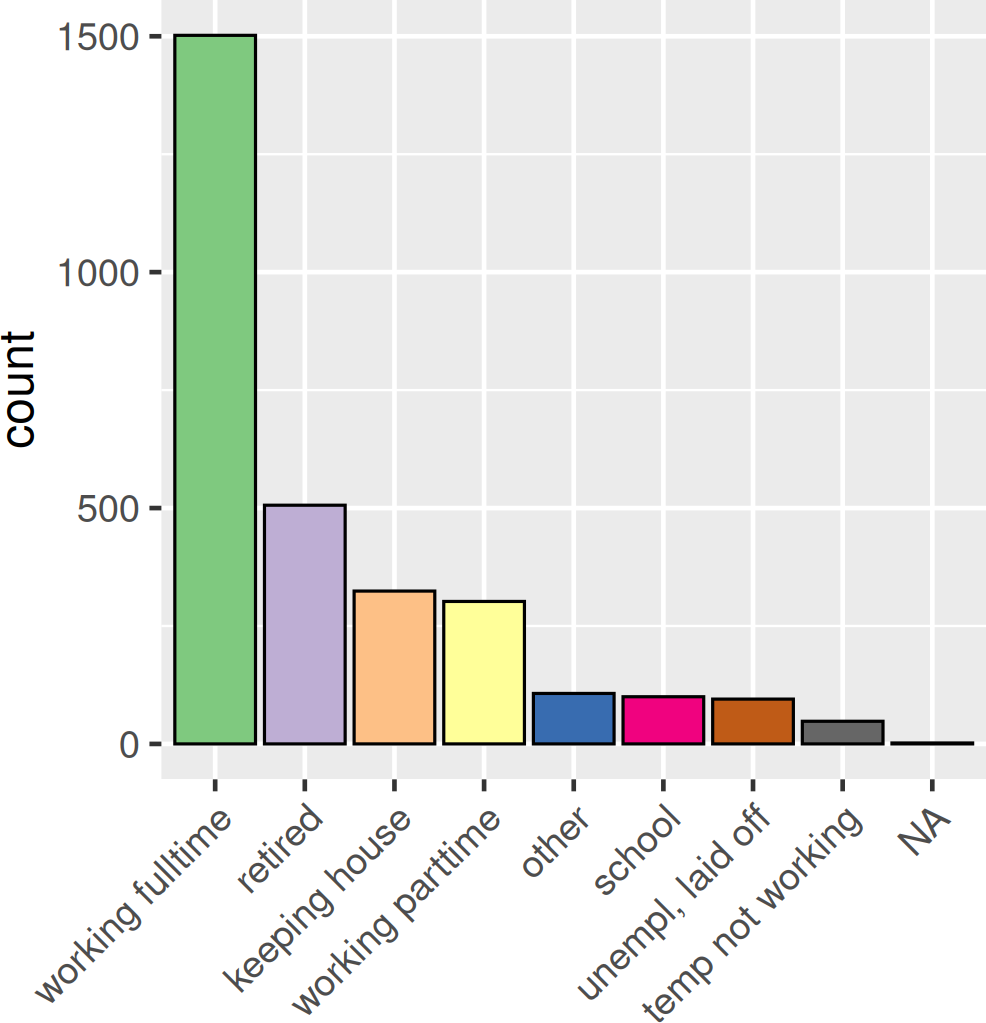 1500
1000
500
0
count
working fulltime
retired
keeping house
working parttime
other
school
unempl, laid off
temp not working
NA